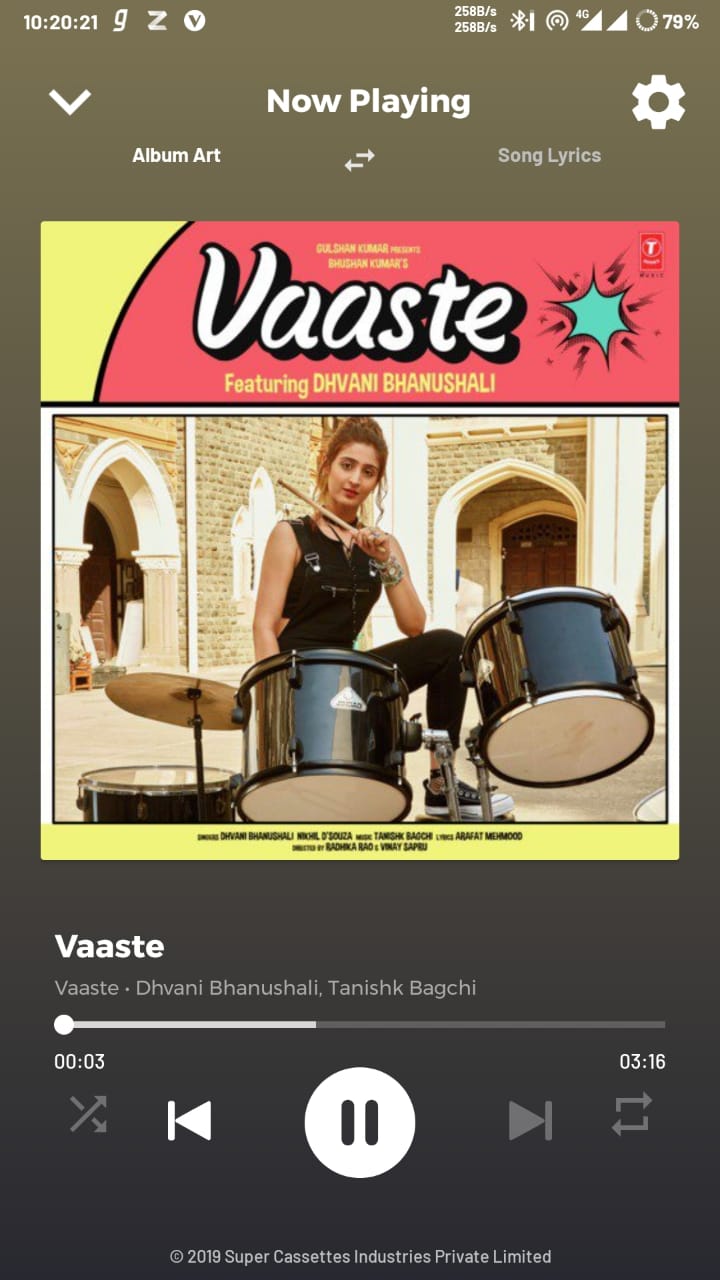 10:20:21 g Z V 258B/s 4G 79%
258B/s
Now Playing
Album Art Song Lyrics
GULSHAN KUMAR PRESENTS
BHUSHAN KUMAR'S
T
MUSIC
Vaaste
Featuring DHVANI BHANUSHALI
SINGERS DHVANI BHANUSHALI NIKHIL D'SOUZA MUSIC TANISHK BAGCHI LYRICS ARAFAT MEHMOOD
DIRECTED BY RADHIKA RAO & VINAY SAPRU
Vaaste
Vaaste • Dhvani Bhanushali, Tanishk Bagchi
00:03 03:16
© 2019 Super Cassettes Industries Private Limited